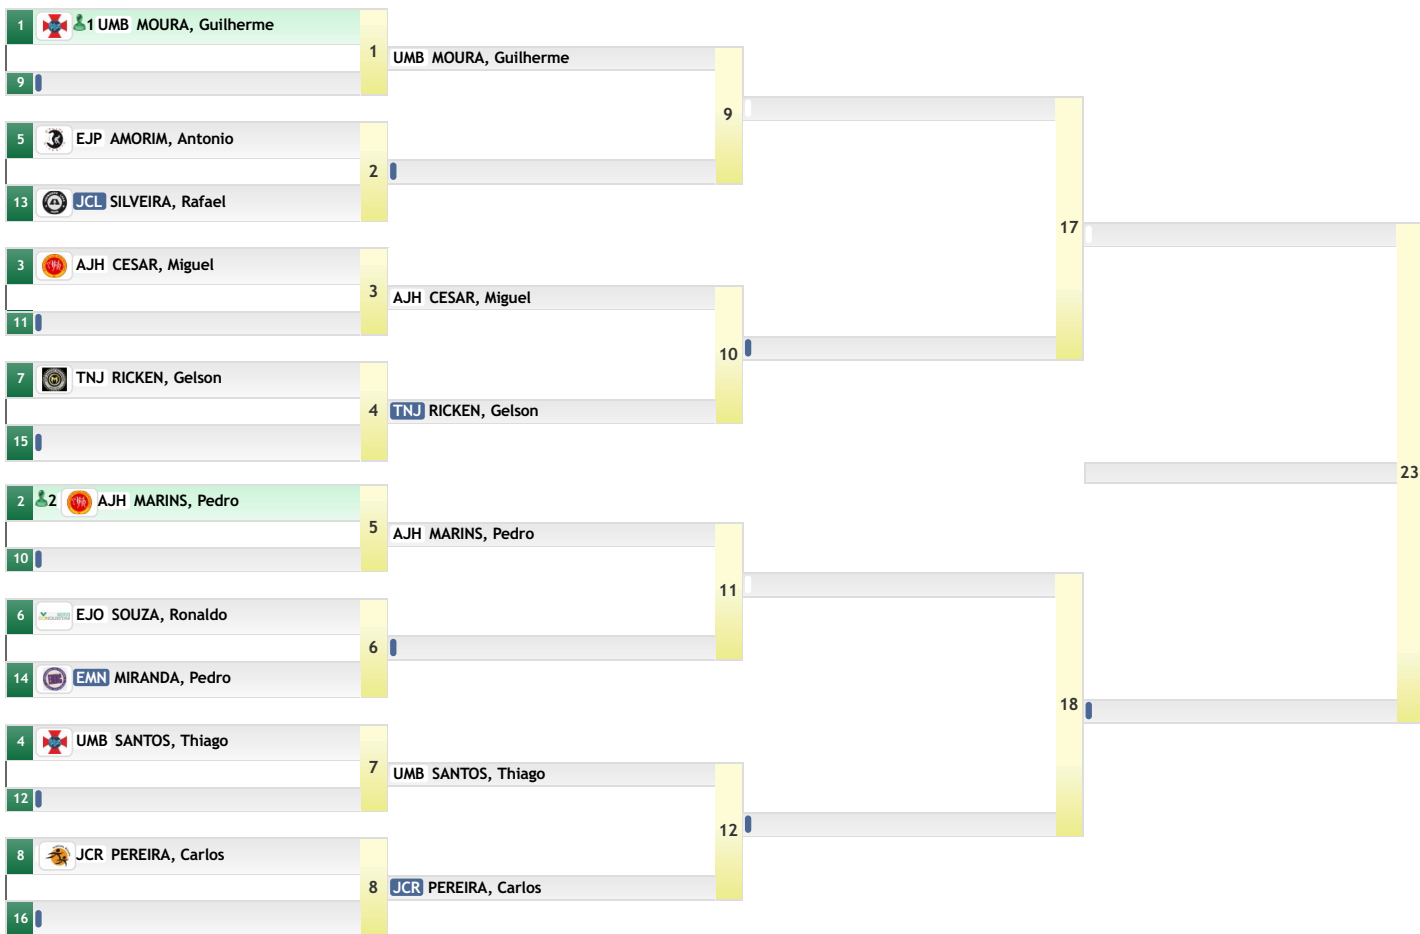 1 1 UMB MOURA, Guilherme
9
1
UMB MOURA, Guilherme
5 EJP AMORIM, Antonio
13 JCL SILVEIRA, Rafael
2
9
3 AJH CESAR, Miguel
11
3
AJH CESAR, Miguel
7 TNJ RICKEN, Gelson
15
4
TNJ RICKEN, Gelson
10
17
2 2 AJH MARINS, Pedro
10
5
AJH MARINS, Pedro
6 EJO SOUZA, Ronaldo
14 EMN MIRANDA, Pedro
6
11
4 UMB SANTOS, Thiago
12
7
UMB SANTOS, Thiago
8 JCR PEREIRA, Carlos
16
8
JCR PEREIRA, Carlos
12
18
23